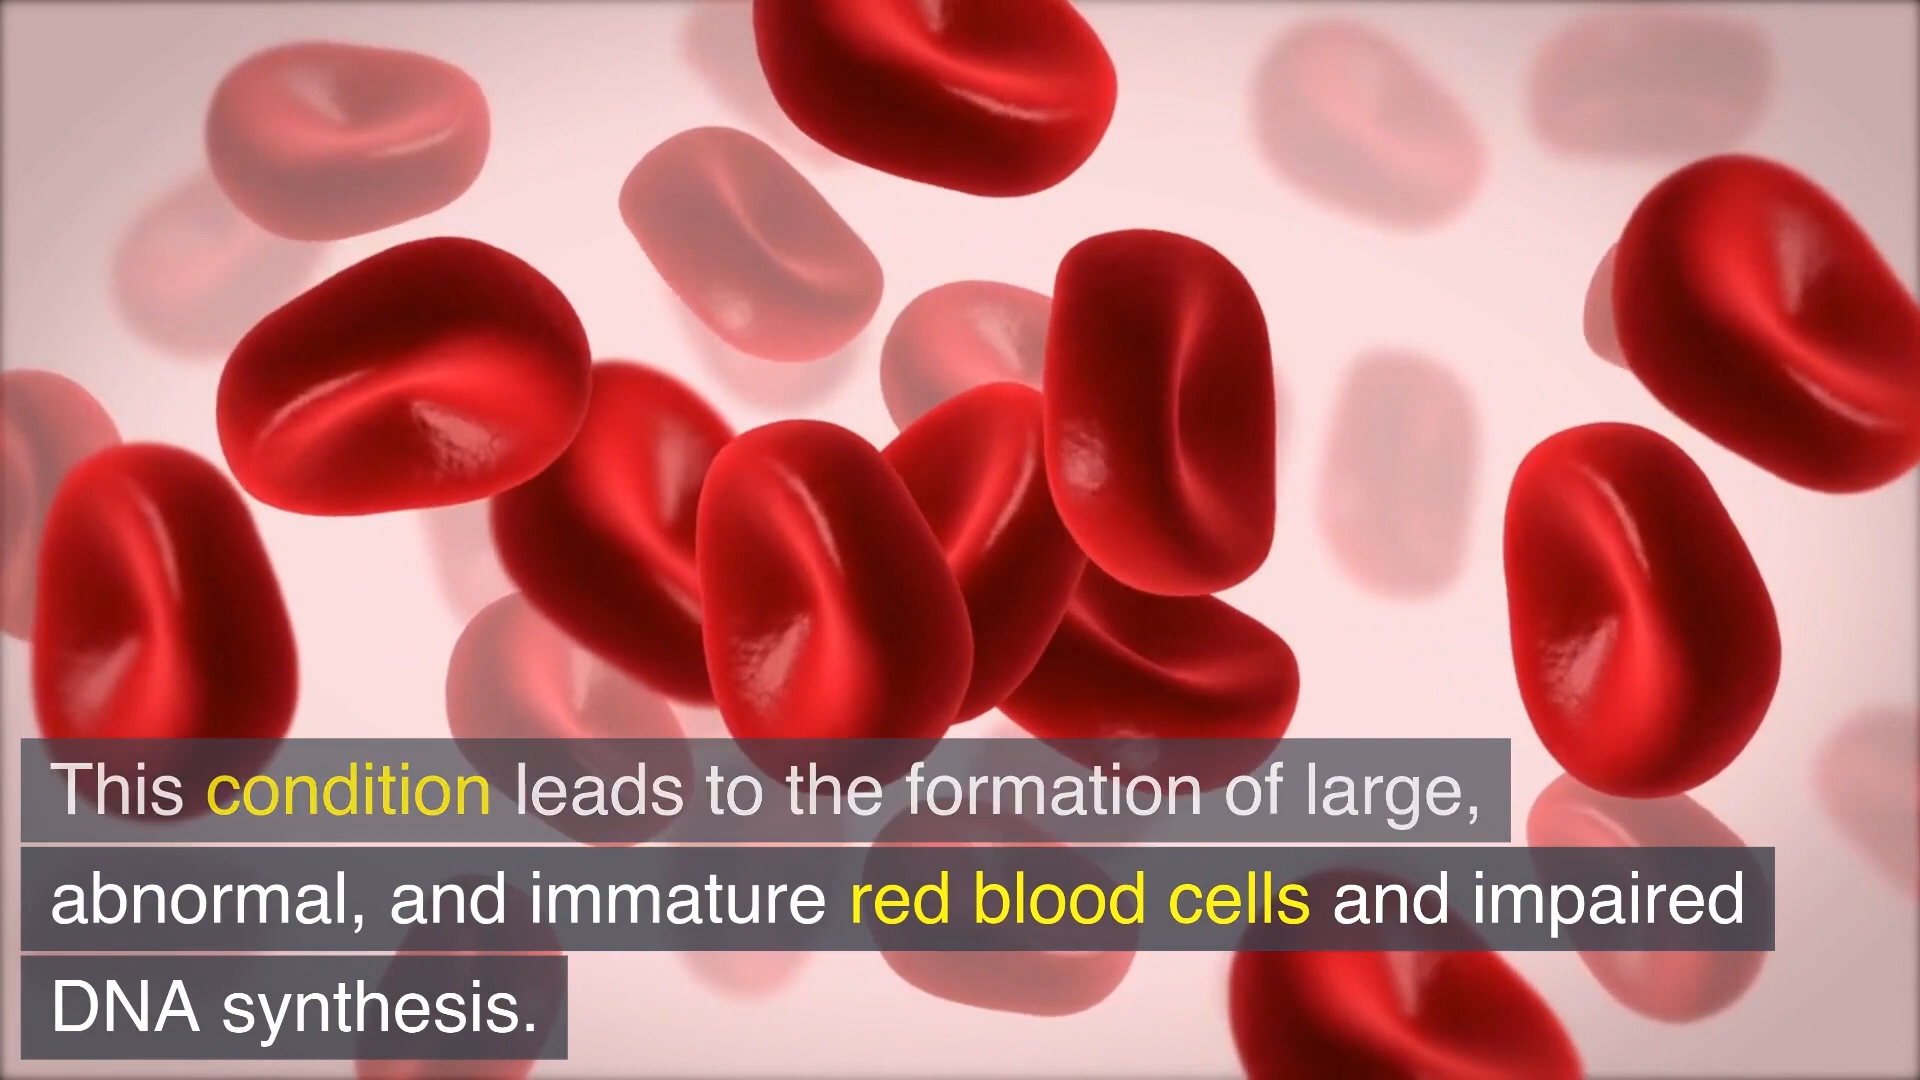 This condition leads to the formation of large,
abnormal, and immature red blood cells and impaired
DNA synthesis.